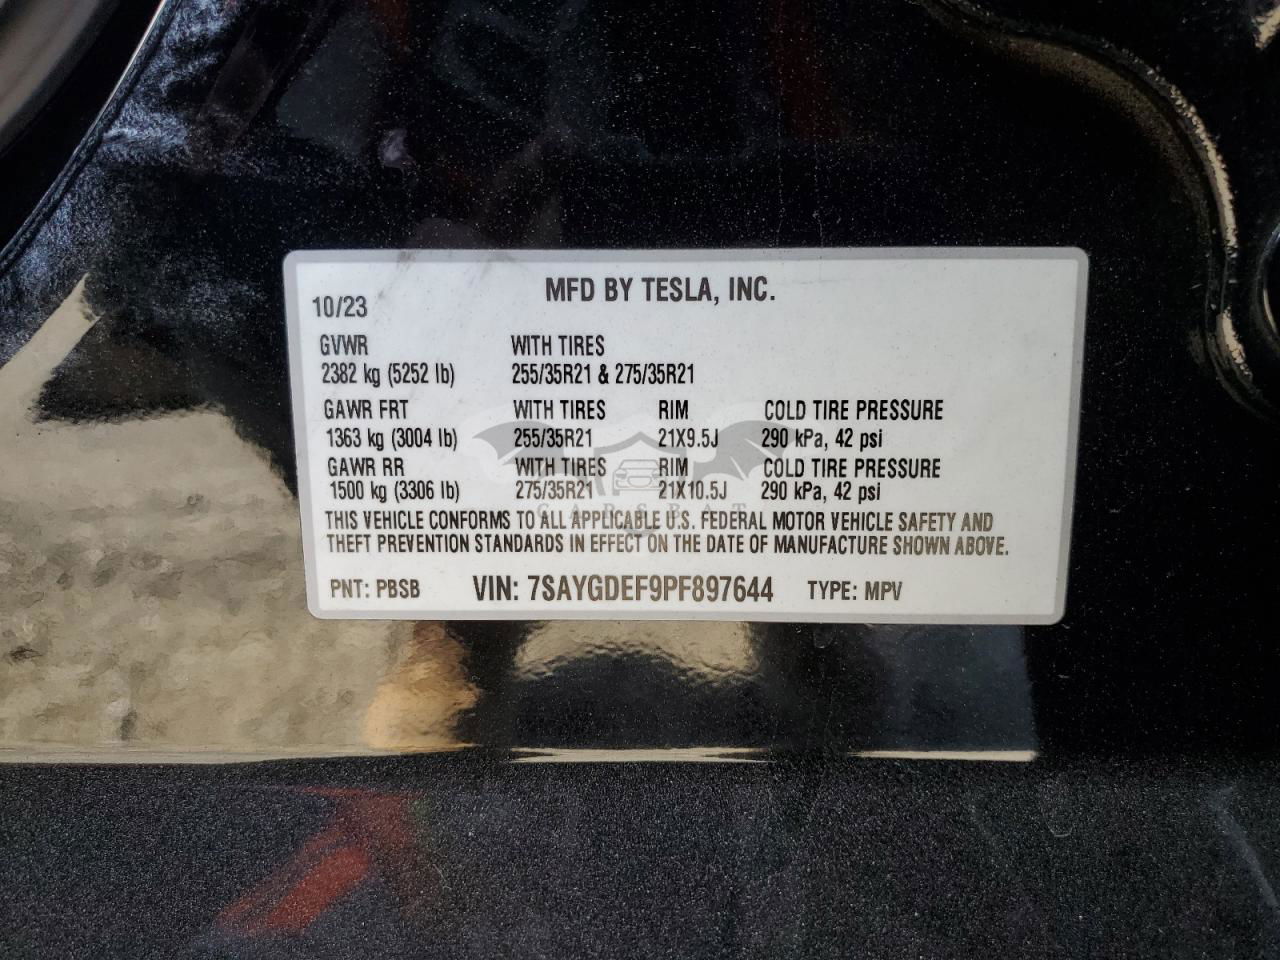 MFD BY TESLA, INC.
10/23
GVWR WITH TIRES
2382 kg (5252 lb) 255/35R21 & 275/35R21
GAWR FRT WITH TIRES RIM COLD TIRE PRESSURE
1363 kg (3004 lb) 255/35R21 21X9.5J 290 kPa, 42 psi
GAWR RR WITH TIRES RIM COLD TIRE PRESSURE
1500 kg (3306 lb) 275/35R21 21X10.5J 290 kPa, 42 psi
CARSBAT
THIS VEHICLE CONFORMS TO ALL APPLICABLE U.S. FEDERAL MOTOR VEHICLE SAFETY AND
THEFT PREVENTION STANDARDS IN EFFECT ON THE DATE OF MANUFACTURE SHOWN ABOVE.
PNT: PBSB VIN: 7SAYGDEF9PF897644 TYPE: MPV